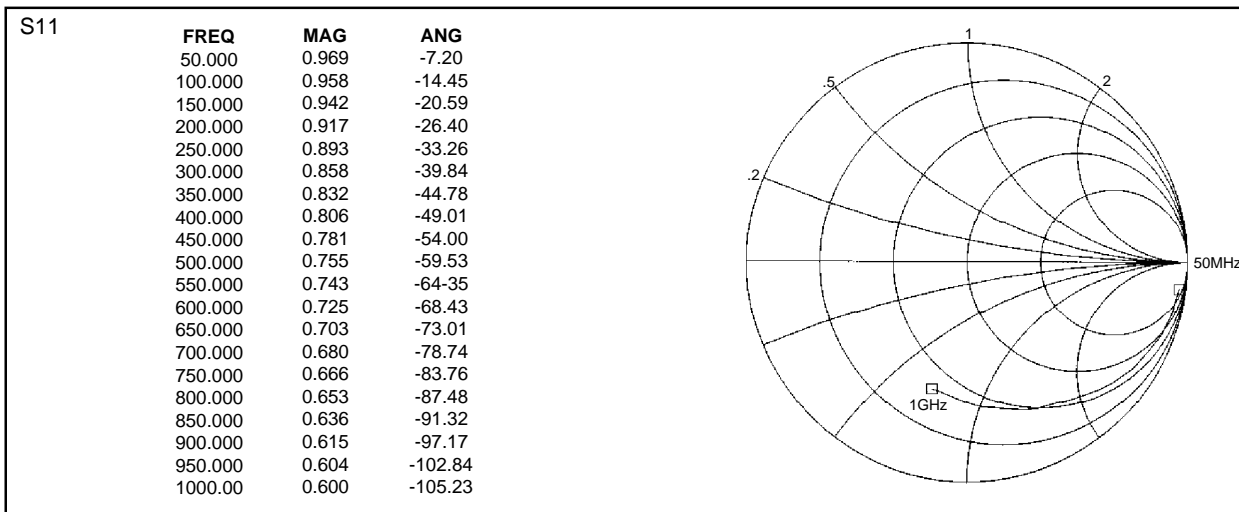 S11
FREQ MAG ANG
50.000 0.969 -7.20
100.000 0.958 -14.45
150.000 0.942 -20.59
200.000 0.917 -26.40
250.000 0.893 -33.26
300.000 0.858 -39.84
350.000 0.832 -44.78
400.000 0.806 -49.01
450.000 0.781 -54.00
500.000 0.755 -59.53
550.000 0.743 -64-35
600.000 0.725 -68.43
650.000 0.703 -73.01
700.000 0.680 -78.74
750.000 0.666 -83.76
800.000 0.653 -87.48
850.000 0.636 -91.32
900.000 0.615 -97.17
950.000 0.604 -102.84
1000.00 0.600 -105.23
1
.5
2
.2
50MHz
1GHz